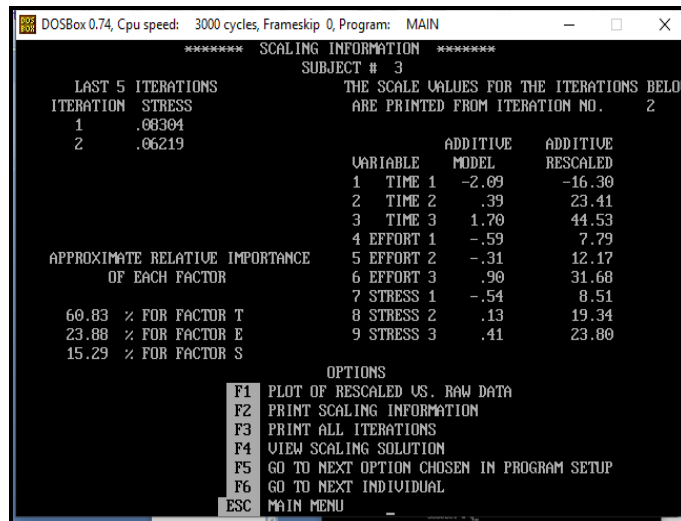 DOSBox 0.74, Cpu speed: 3000 cycles, Frameskip 0, Program: MAIN
******* SCALING INFORMATION *******
SUBJECT # 3
LAST 5 ITERATIONS
ITERATION STRESS
1 .08304
2 .06219
THE SCALE VALUES FOR THE ITERATIONS BELO
ARE PRINTED FROM ITERATION NO. 2
ADDITIVE ADDITIVE
VARIABLE MODEL RESCALED
1 TIME 1 -2.09 -16.30
2 TIME 2 .39 23.41
3 TIME 3 1.70 44.53
4 EFFORT 1 -.59 7.79
5 EFFORT 2 -.31 12.17
6 EFFORT 3 .90 31.68
7 STRESS 1 -.54 8.51
8 STRESS 2 .13 19.34
9 STRESS 3 .41 23.80
APPROXIMATE RELATIVE IMPORTANCE
OF EACH FACTOR
60.83 % FOR FACTOR T
23.88 % FOR FACTOR E
15.29 % FOR FACTOR S
OPTIONS
F1 PLOT OF RESCALED VS. RAW DATA
F2 PRINT SCALING INFORMATION
F3 PRINT ALL ITERATIONS
F4 VIEW SCALING SOLUTION
F5 GO TO NEXT OPTION CHOSEN IN PROGRAM SETUP
F6 GO TO NEXT INDIVIDUAL
ESC MAIN MENU